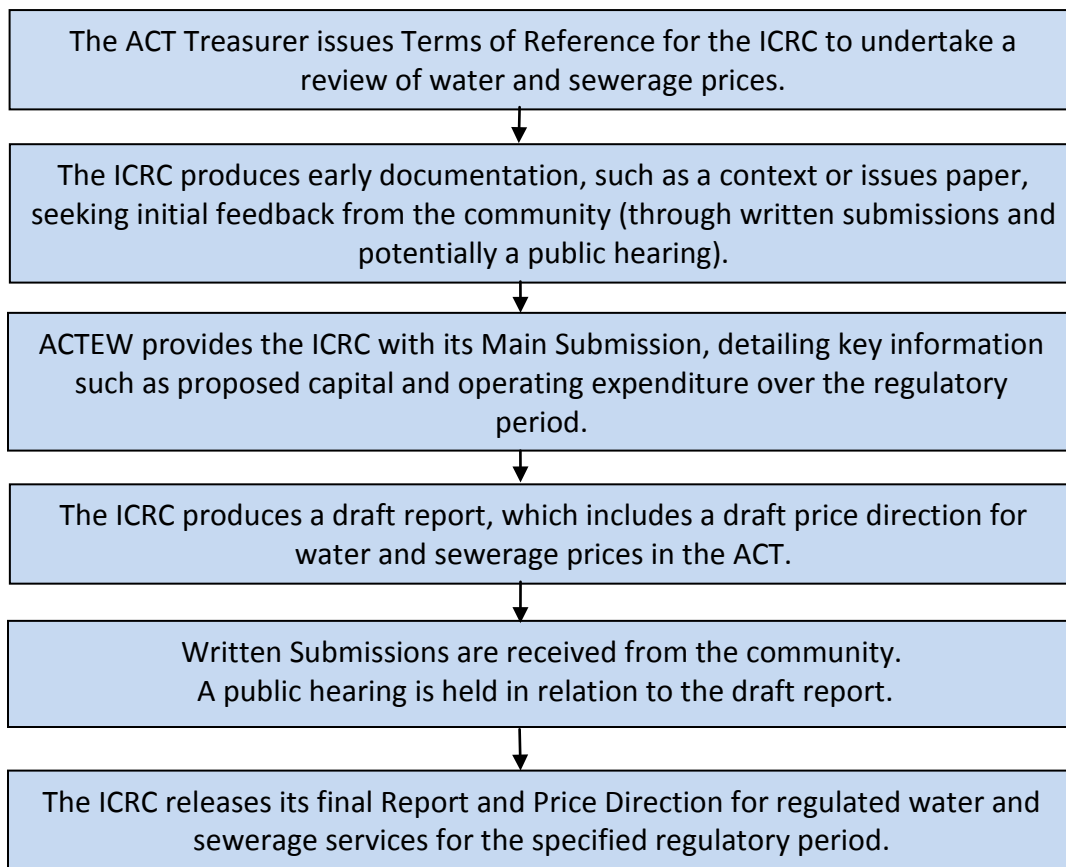 The ACT Treasurer issues Terms of Reference for the ICRC to undertake a
review of water and sewerage prices.
The ICRC produces early documentation, such as a context or issues paper,
seeking initial feedback from the community (through written submissions and
potentially a public hearing).
ACTEW provides the ICRC with its Main Submission, detailing key information
such as proposed capital and operating expenditure over the regulatory
period.
The ICRC produces a draft report, which includes a draft price direction for
water and sewerage prices in the ACT.
Written Submissions are received from the community.
A public hearing is held in relation to the draft report.
The ICRC releases its final Report and Price Direction for regulated water and
sewerage services for the specified regulatory period.